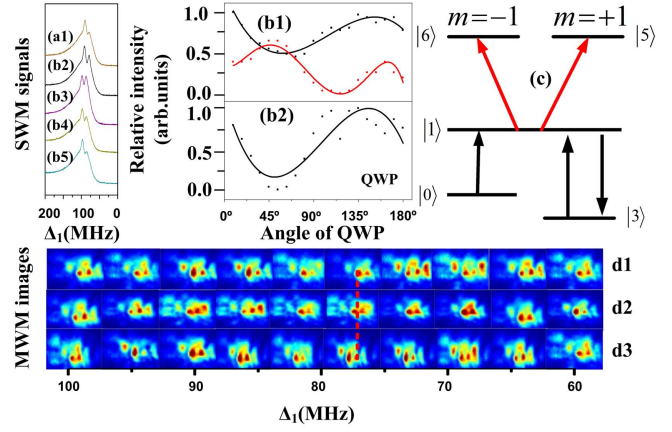 SWM signals
(a1)
(b2)
(b3)
(b4)
(b5)
200 100 0
Δ₁(MHz)
Relative intensity
(arb.units)
1.0
0.5
0.0
(b1)
1.0
0.5
0.0
(b2)
QWP
0° 45° 90° 135° 180°
Angle of QWP
m=−1 m=+1
|6⟩ |5⟩
(c)
|1⟩
|0⟩
|3⟩
MWM images
d1
d2
d3
100 90 80 70 60
Δ₁(MHz)